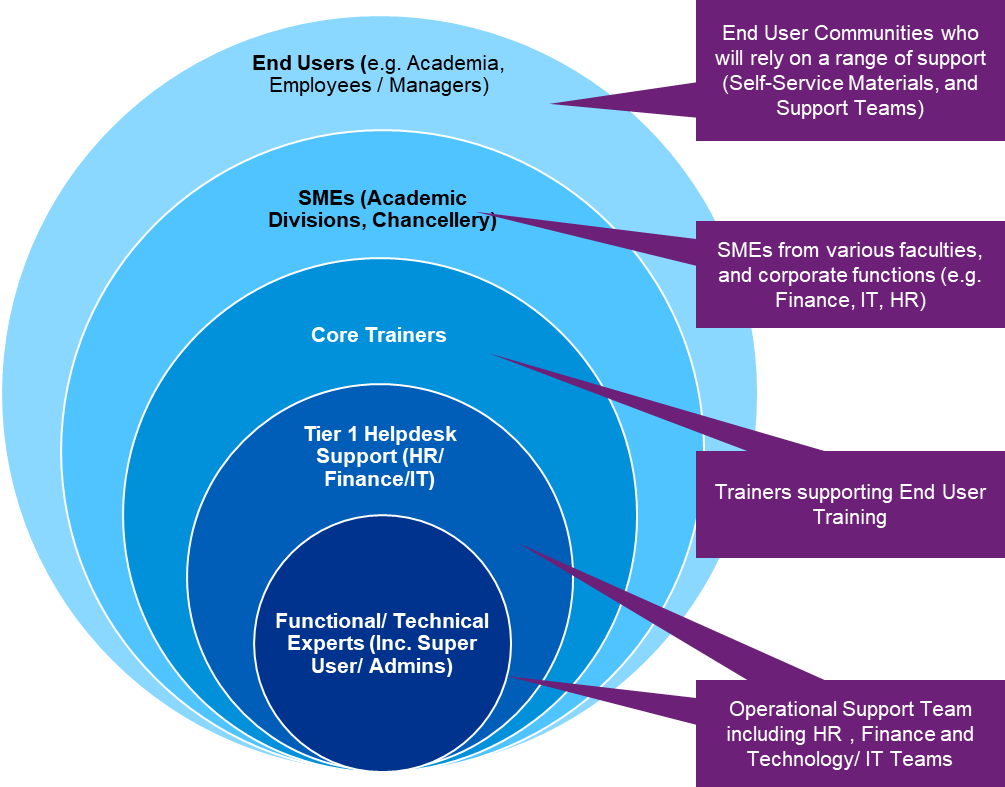 End Users (e.g. Academia,
Employees / Managers)
SMEs (Academic
Divisions, Chancellery)
Core Trainers
Tier 1 Helpdesk
Support (HR/
Finance/IT)
Functional/ Technical
Experts (Inc. Super
User/ Admins)
End User Communities who
will rely on a range of support
(Self-Service Materials, and
Support Teams)
SMEs from various faculties,
and corporate functions (e.g.
Finance, IT, HR)
Trainers supporting End User
Training
Operational Support Team
including HR , Finance and
Technology/ IT Teams